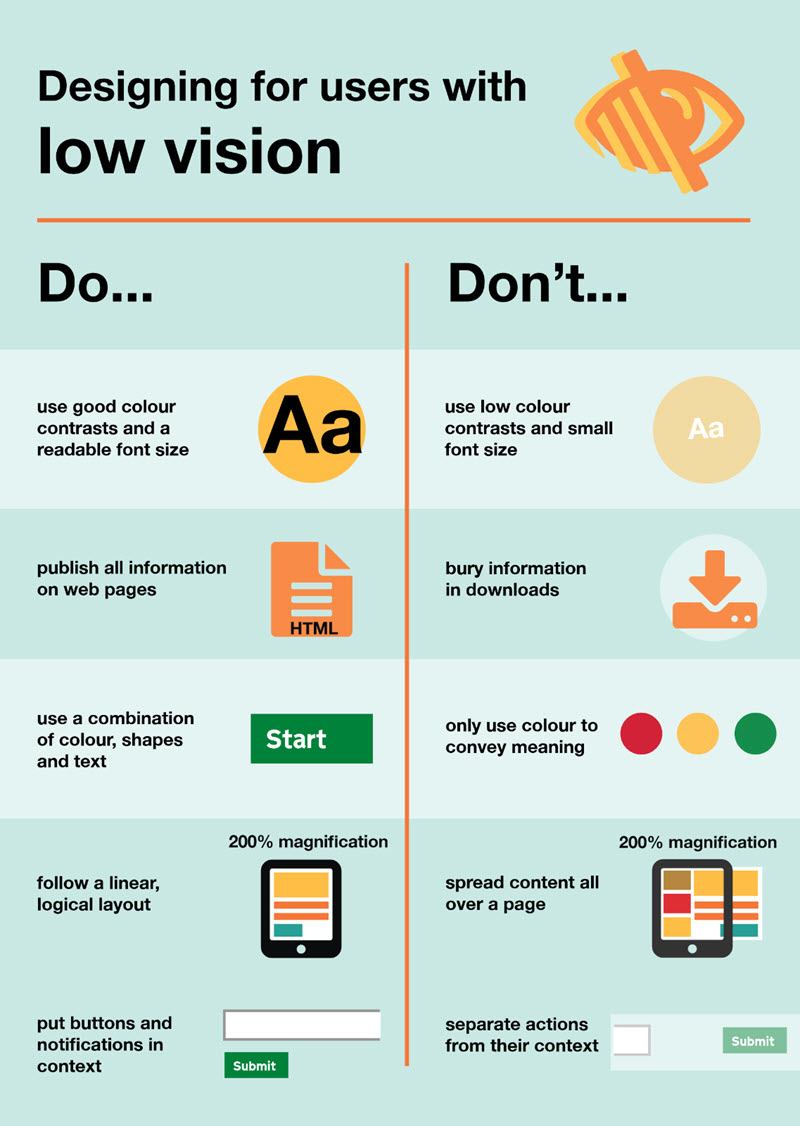 Designing for users with
low vision
Do...
Don’t...
use good colour
contrasts and a
readable font size
Aa
use low colour
contrasts and small
font size
Aa
publish all information
on web pages
HTML
bury information
in downloads
use a combination
of colour, shapes
and text
Start
only use colour to
convey meaning
follow a linear,
logical layout
200% magnification
spread content all
over a page
200% magnification
put buttons and
notifications in
context
Submit
separate actions
from their context
Submit